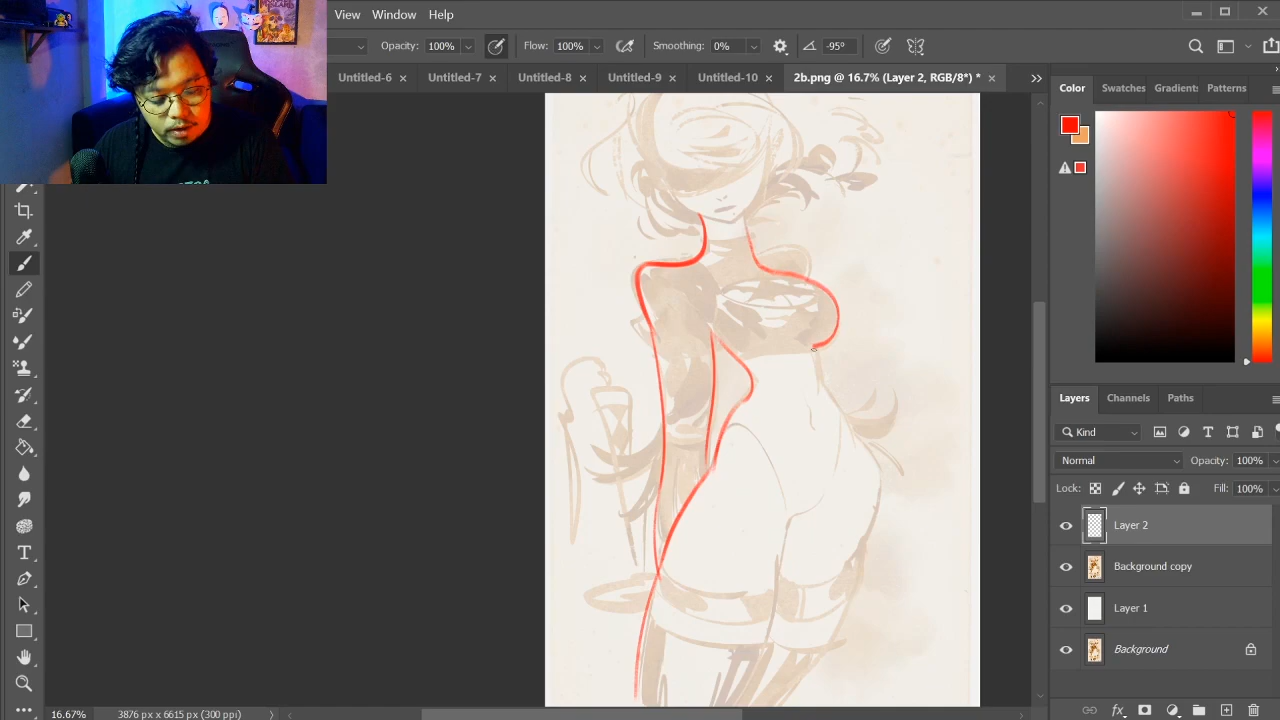 View Window Help
Opacity: 100% Flow: 100% Smoothing: 0% -95°
Untitled-6 × Untitled-7 × Untitled-8 × Untitled-9 × Untitled-10 × 2b.png @ 16.7% (Layer 2, RGB/8*) * ×
Color Swatches Gradient: Patterns
Layers Channels Paths
Kind
Normal Opacity: 100%
Lock: Fill: 100%
Layer 2
Background copy
Layer 1
Background
16.67% 3876 px x 6615 px (300 ppi)